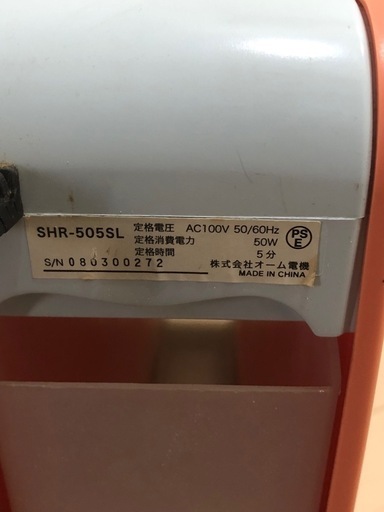 SHR-505SL
定格電圧 AC100V 50/60Hz
定格消費電力 50W
定格時間 5分
PS
E
S/N 080300272
株式会社オーム電機
MADE IN CHINA